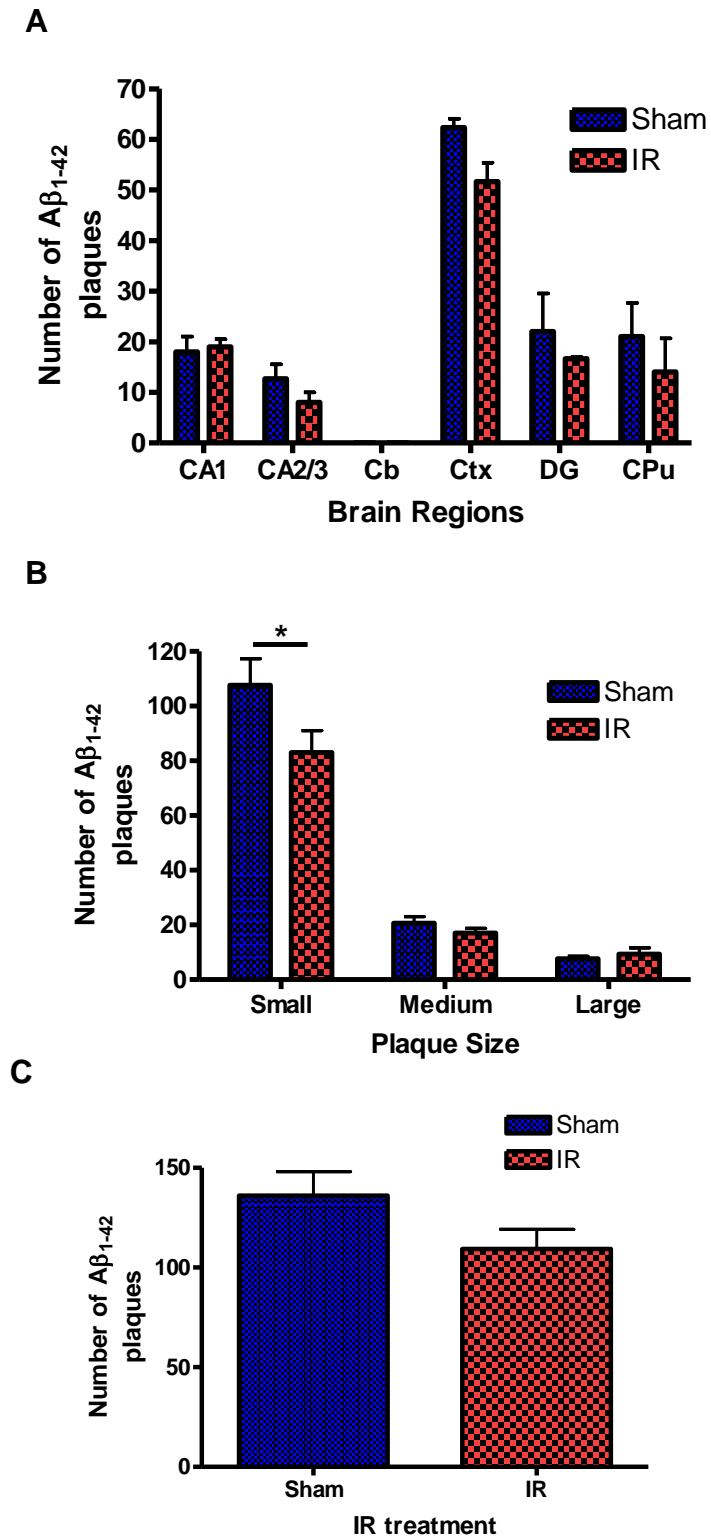 A
Number of Aβ1-42
plaques
70
60
50
40
30
20
10
0
Sham
IR
CA1 CA2/3 Cb Ctx DG CPu
Brain Regions
B
Number of Aβ1-42
plaques
120
100
80
60
40
20
0
*
Sham
IR
Small Medium Large
Plaque Size
C
Number of Aβ1-42
plaques
150
100
50
0
Sham
IR
Sham IR
IR treatment